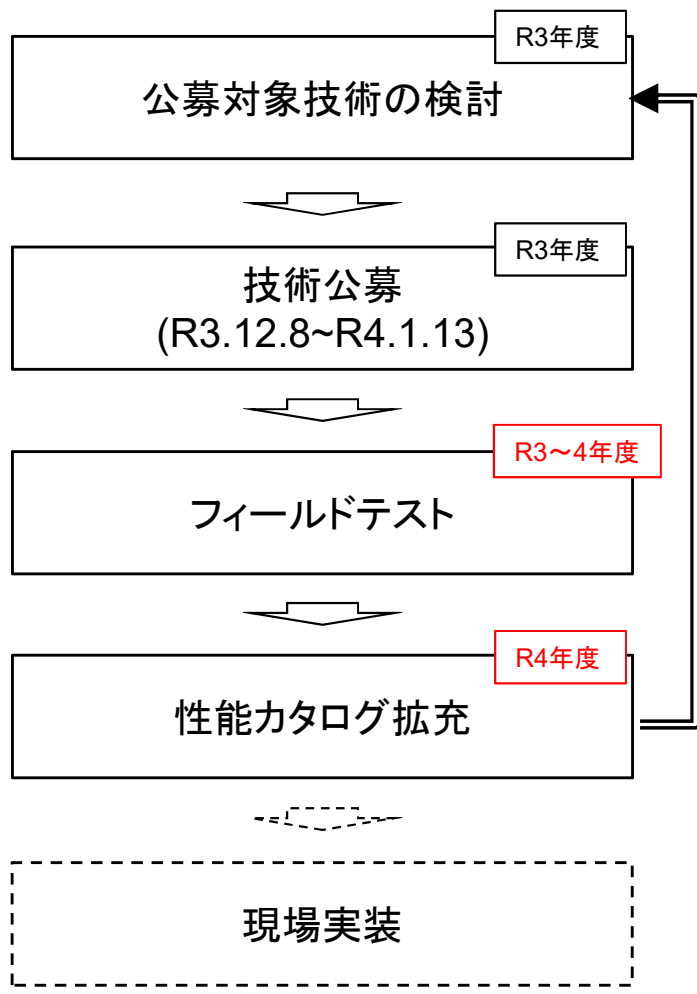 R3年度
公募対象技術の検討
R3年度
技術公募
(R3.12.8~R4.1.13)
R3～4年度
フィールドテスト
R4年度
性能カタログ拡充
現場実装